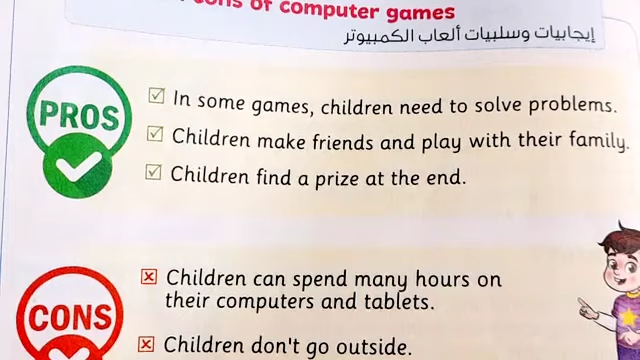 cons of computer games
إيجابيات وسلبيات ألعاب الكمبيوتر
PROS
In some games, children need to solve problems.
Children make friends and play with their family.
Children find a prize at the end.
CONS
Children can spend many hours on
their computers and tablets.
Children don't go outside.